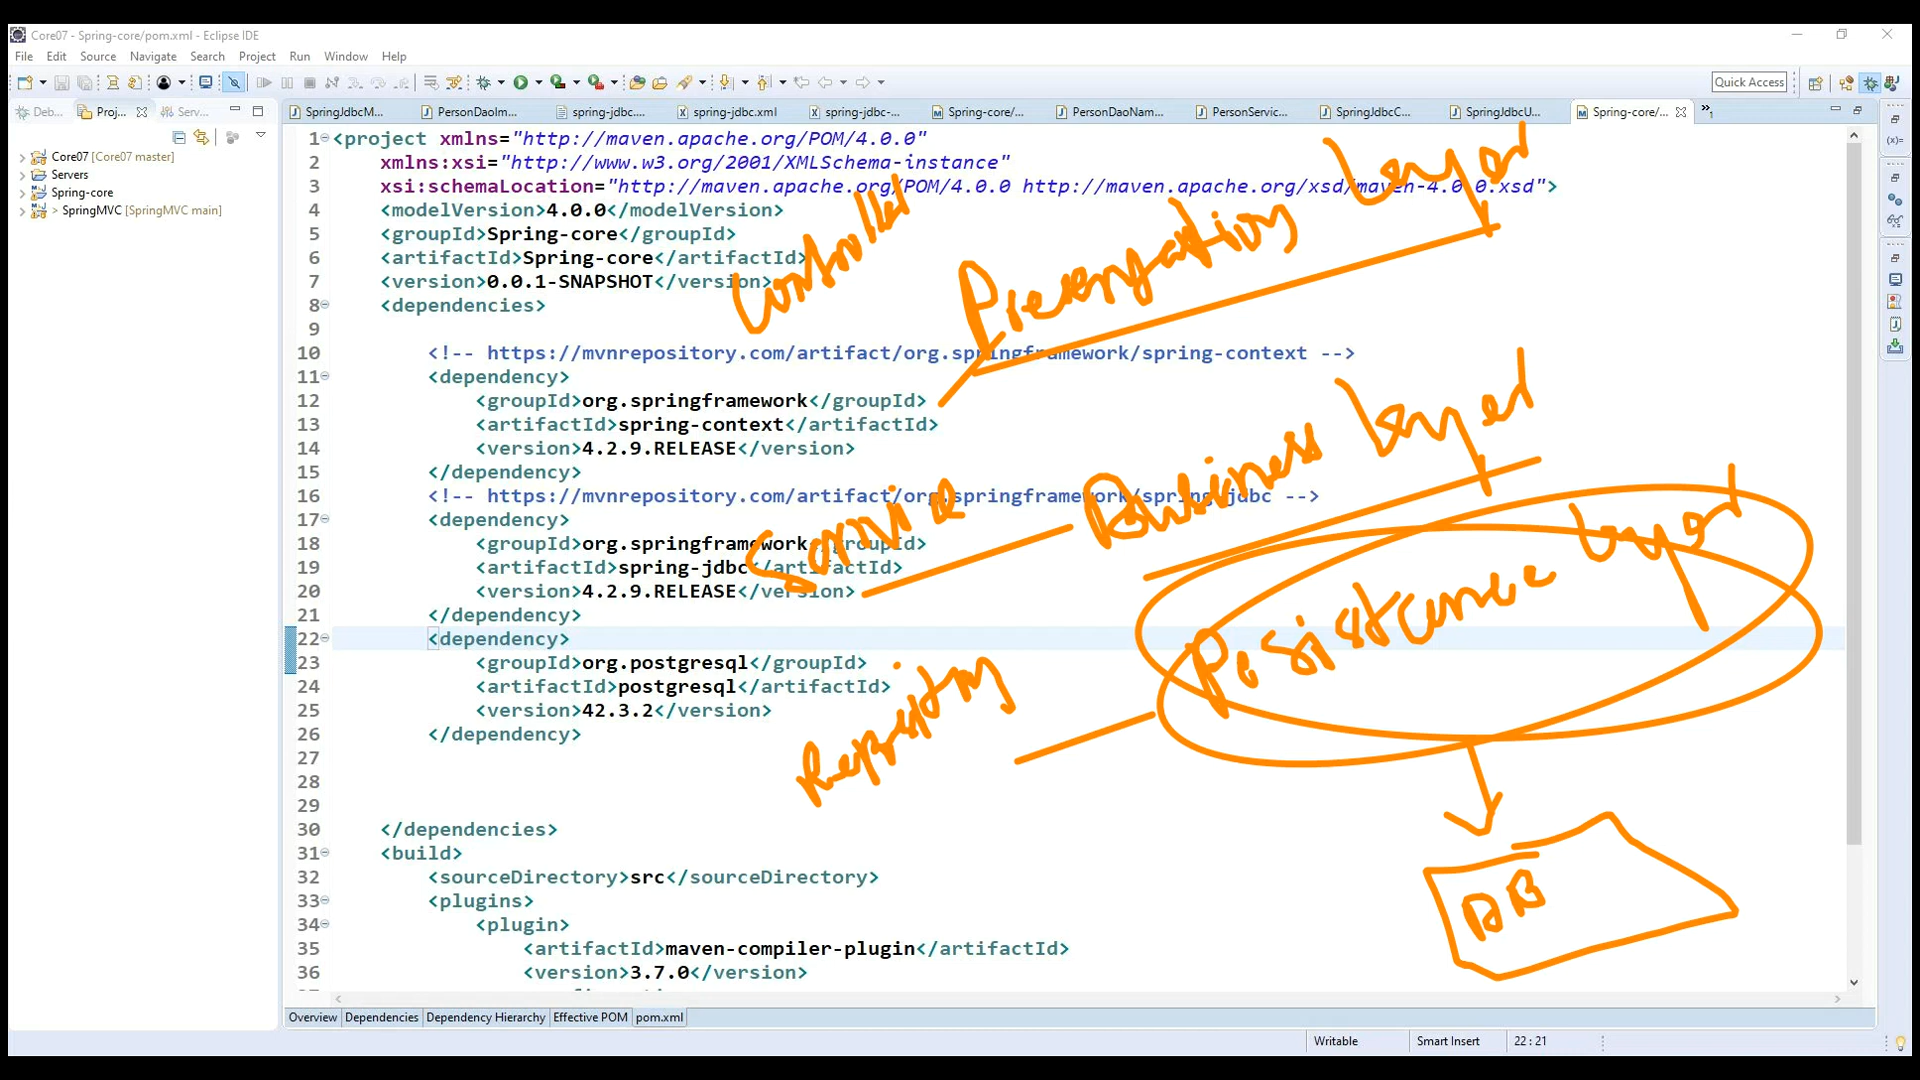 Core07 - Spring-core/pom.xml - Eclipse IDE
File Edit Source Navigate Search Project Run Window Help
Quick Access
Deb... Proj... Serv...
SpringJdbcM... PersonDaoIm... spring-jdbc.... spring-jdbc.xml spring-jdbc-... Spring-core/... PersonDaoNam... PersonServic... SpringJdbcC... SpringJdbcU... Spring-core/... »1
Core07 [Core07 master]
Servers
Spring-core
> SpringMVC [SpringMVC main]
1 <project xmlns="http://maven.apache.org/POM/4.0.0"
2 xmlns:xsi="http://www.w3.org/2001/XMLSchema-instance"
3 xsi:schemaLocation="http://maven.apache.org/POM/4.0.0 http://maven.apache.org/xsd/maven-4.0.0.xsd">
4 <modelVersion>4.0.0</modelVersion>
5 <groupId>Spring-core</groupId>
6 <artifactId>Spring-core</artifactId>
7 <version>0.0.1-SNAPSHOT</version>
8 <dependencies>
9
10 <!-- https://mvnrepository.com/artifact/org.springframework/spring-context -->
11 <dependency>
12 <groupId>org.springframework</groupId>
13 <artifactId>spring-context</artifactId>
14 <version>4.2.9.RELEASE</version>
15 </dependency>
16 <!-- https://mvnrepository.com/artifact/org.springframework/spring-jdbc -->
17 <dependency>
18 <groupId>org.springframework</groupId>
19 <artifactId>spring-jdbc</artifactId>
20 <version>4.2.9.RELEASE</version>
21 </dependency>
22 <dependency>
23 <groupId>org.postgresql</groupId>
24 <artifactId>postgresql</artifactId>
25 <version>42.3.2</version>
26 </dependency>
27
28
29
30 </dependencies>
31 <build>
32 <sourceDirectory>src</sourceDirectory>
33 <plugins>
34 <plugin>
35 <artifactId>maven-compiler-plugin</artifactId>
36 <version>3.7.0</version>
Controller
Presentation Layer
Service
Business Layer
Persistance Layer
DB
Overview Dependencies Dependency Hierarchy Effective POM pom.xml
Writable Smart Insert 22 : 21